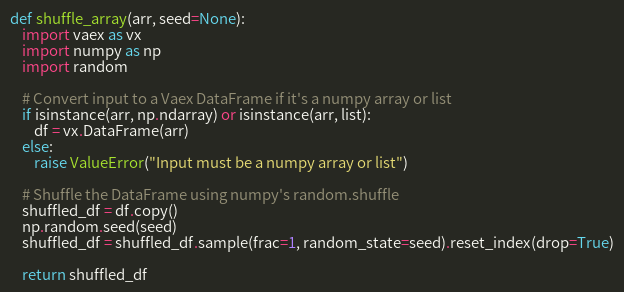 def shuffle_array(arr, seed=None):
    import vaex as vx
    import numpy as np
    import random

    # Convert input to a Vaex DataFrame if it's a numpy array or list
    if isinstance(arr, np.ndarray) or isinstance(arr, list):
        df = vx.DataFrame(arr)
    else:
        raise ValueError("Input must be a numpy array or list")

    # Shuffle the DataFrame using numpy's random.shuffle
    shuffled_df = df.copy()
    np.random.seed(seed)
    shuffled_df = shuffled_df.sample(frac=1, random_state=seed).reset_index(drop=True)

    return shuffled_df